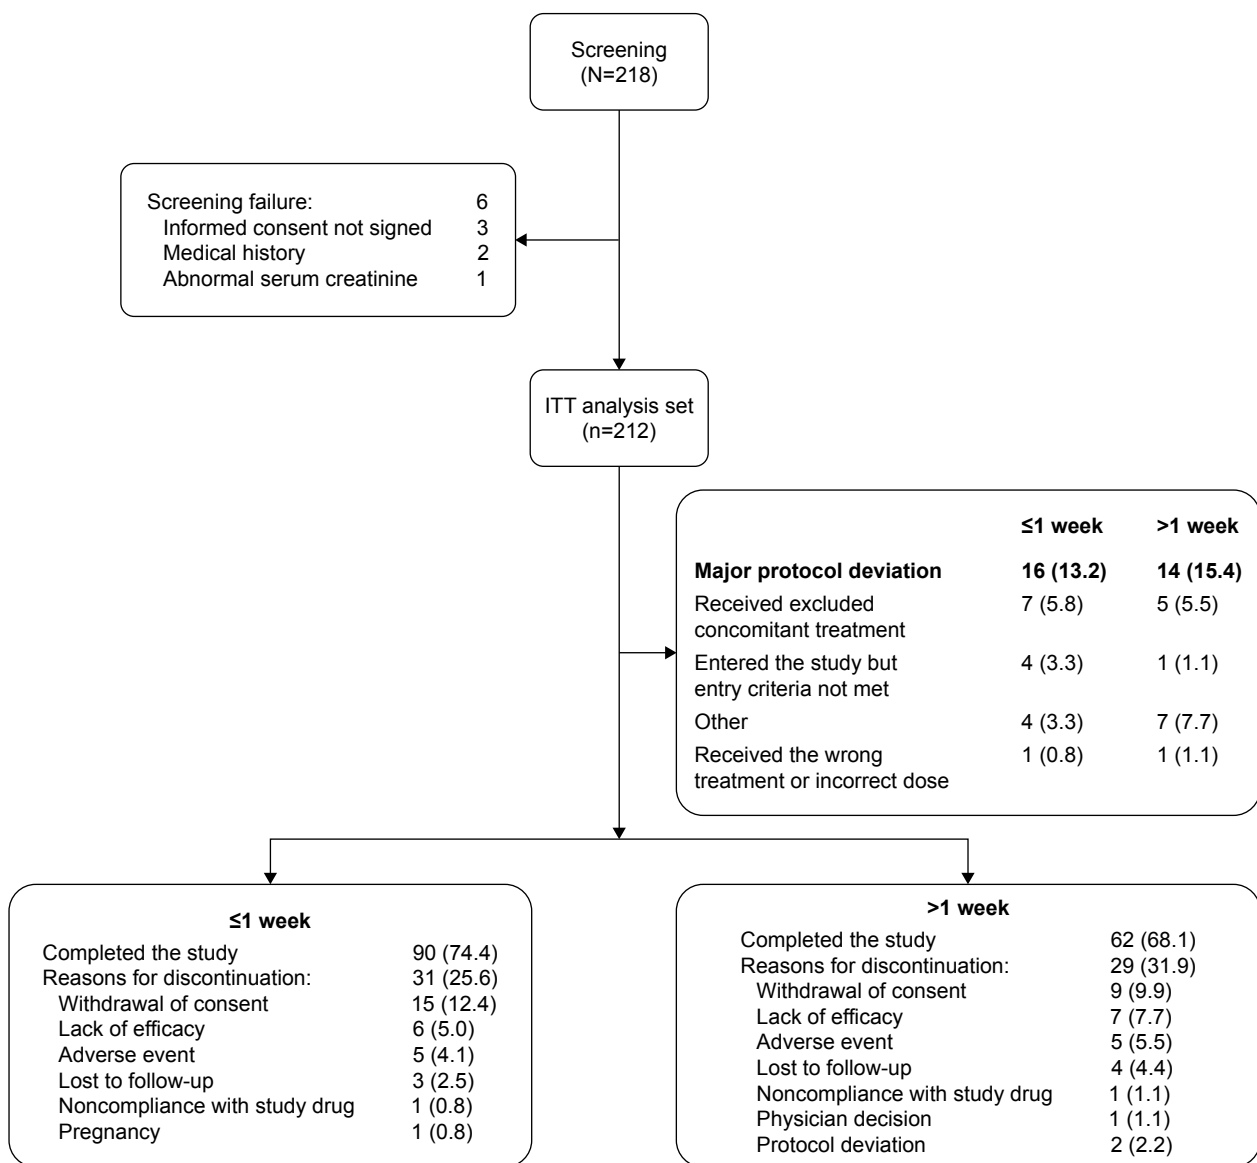 Screening
(N=218)
Screening failure: 6
Informed consent not signed 3
Medical history 2
Abnormal serum creatinine 1
ITT analysis set
(n=212)
≤1 week >1 week
Major protocol deviation 16 (13.2) 14 (15.4)
Received excluded 7 (5.8) 5 (5.5)
concomitant treatment
Entered the study but 4 (3.3) 1 (1.1)
entry criteria not met
Other 4 (3.3) 7 (7.7)
Received the wrong 1 (0.8) 1 (1.1)
treatment or incorrect dose
≤1 week
Completed the study 90 (74.4)
Reasons for discontinuation: 31 (25.6)
Withdrawal of consent 15 (12.4)
Lack of efficacy 6 (5.0)
Adverse event 5 (4.1)
Lost to follow-up 3 (2.5)
Noncompliance with study drug 1 (0.8)
Pregnancy 1 (0.8)
>1 week
Completed the study 62 (68.1)
Reasons for discontinuation: 29 (31.9)
Withdrawal of consent 9 (9.9)
Lack of efficacy 7 (7.7)
Adverse event 5 (5.5)
Lost to follow-up 4 (4.4)
Noncompliance with study drug 1 (1.1)
Physician decision 1 (1.1)
Protocol deviation 2 (2.2)